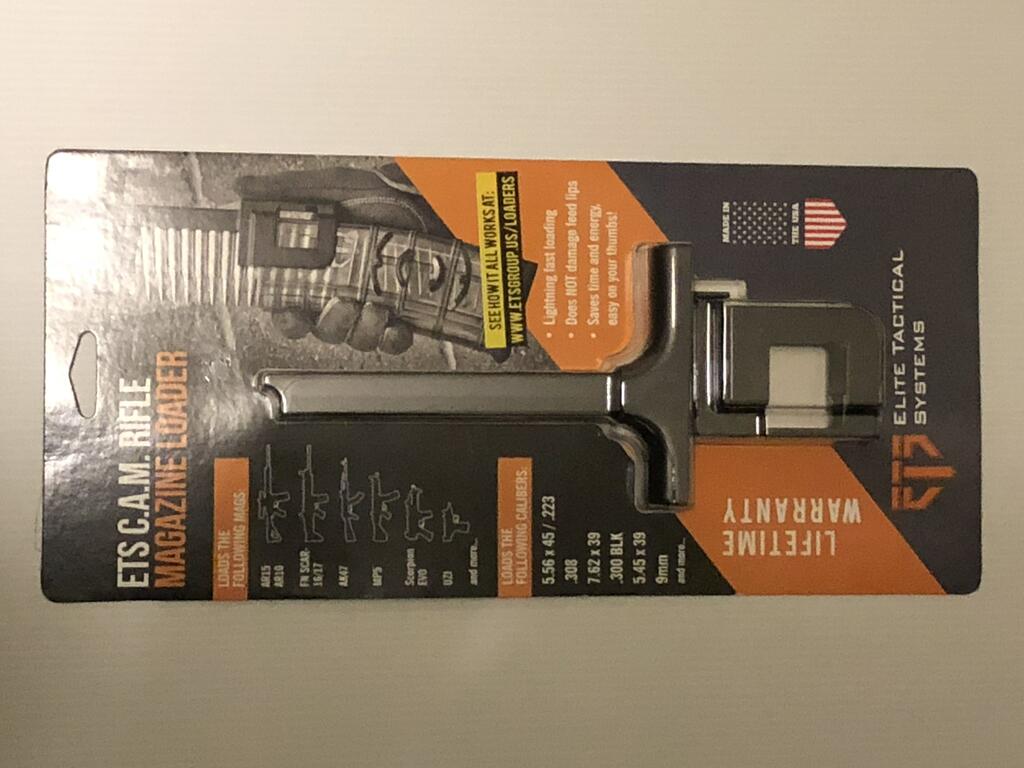 ETS C.A.M. RIFLE
MAGAZINE LOADER
LOADS THE
FOLLOWING MAGS
AR15
AR10
FN SCAR-
16/17
AK47
MP5
Scorpion
EVO
UZI
and more...
SEE HOW IT ALL WORKS AT:
WWW.ETSGROUP.US/LOADERS
• Lightning fast loading
• Does NOT damage feed lips
• Saves time and energy,
easy on your thumbs!
LOADS THE
FOLLOWING CALIBERS:
5.56 x 45 / .223
.308
7.62 x 39
.300 BLK
5.45 x 39
9mm
and more...
MADE IN
THE USA
LIFETIME
WARRANTY
ETS
ELITE TACTICAL
SYSTEMS